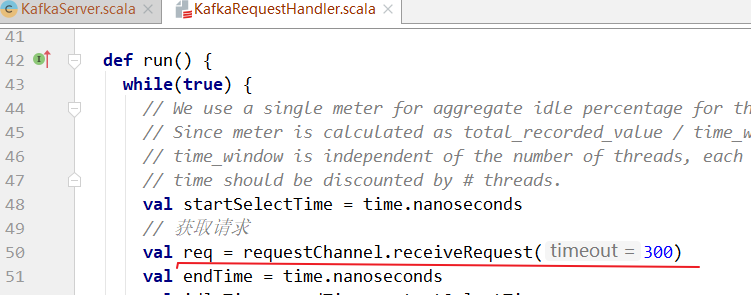 KafkaServer.scala KafkaRequestHandler.scala
41
42 def run() {
43 while(true) {
44 // We use a single meter for aggregate idle percentage for th
45 // Since meter is calculated as total_recorded_value / time_w
46 // time_window is independent of the number of threads, each
47 // time should be discounted by # threads.
48 val startSelectTime = time.nanoseconds
49 // 获取请求
50 val req = requestChannel.receiveRequest( timeout = 300)
51 val endTime = time.nanoseconds